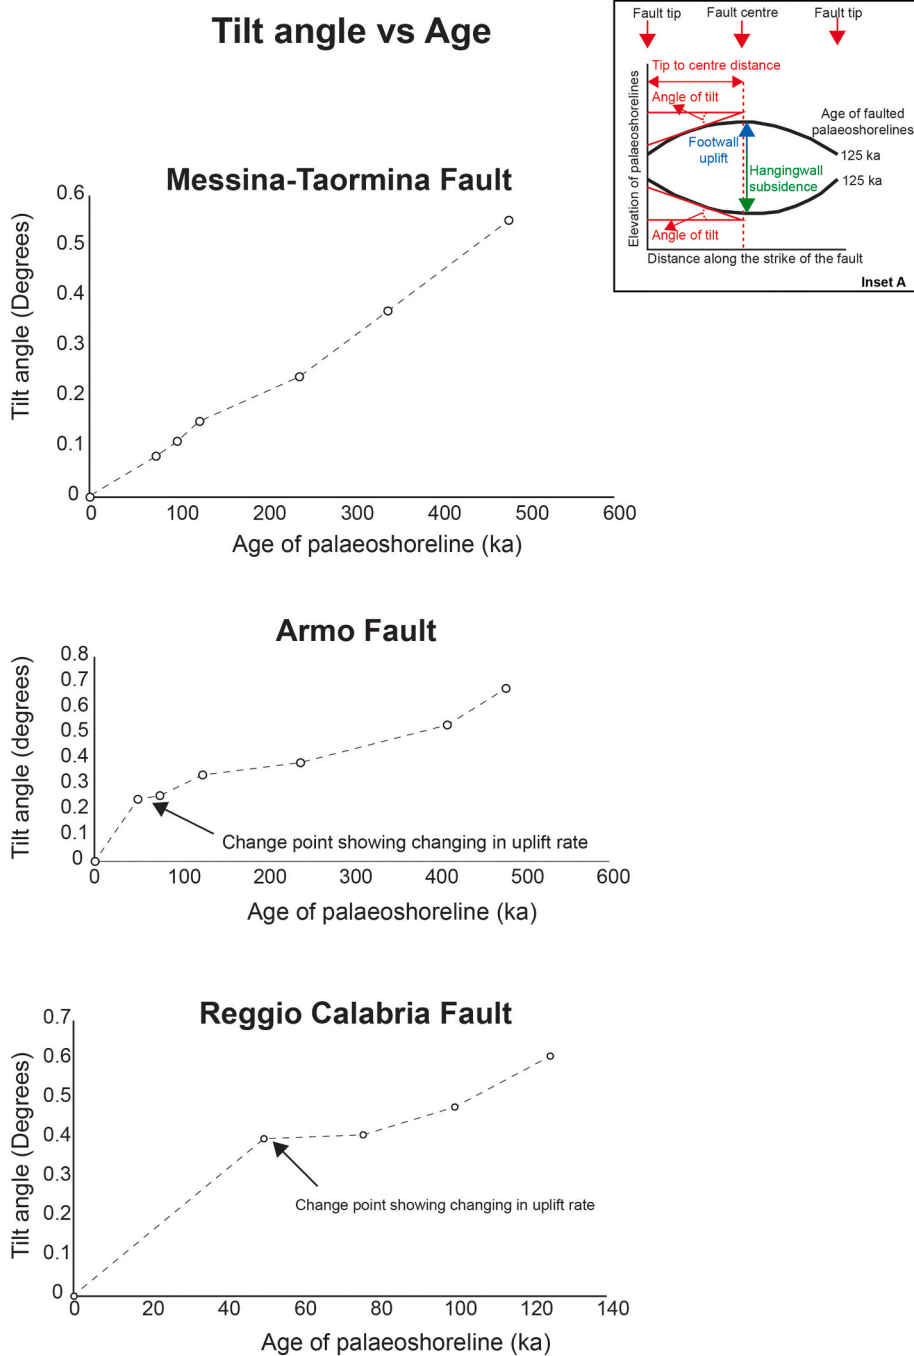 Tilt angle vs Age
Fault tip Fault centre Fault tip
Tip to centre distance
Angle of tilt
Age of faulted
palaeoshorelines
Footwall
uplift
125 ka
Hangingwall
subsidence
125 ka
Angle of tilt
Elevation of palaeoshorelines
Distance along the strike of the fault
Inset A
Messina-Taormina Fault
Tilt angle (Degrees)
0.6
0.5
0.4
0.3
0.2
0.1
0
0 100 200 300 400 500 600
Age of palaeoshoreline (ka)
Armo Fault
Tilt angle (degrees)
0.8
0.7
0.6
0.5
0.4
0.3
0.2
0.1
0
Change point showing changing in uplift rate
0 100 200 300 400 500 600
Age of palaeoshoreline (ka)
Reggio Calabria Fault
Tilt angle (Degrees)
0.7
0.6
0.5
0.4
0.3
0.2
0.1
0
Change point showing changing in uplift rate
0 20 40 60 80 100 120 140
Age of palaeoshoreline (ka)